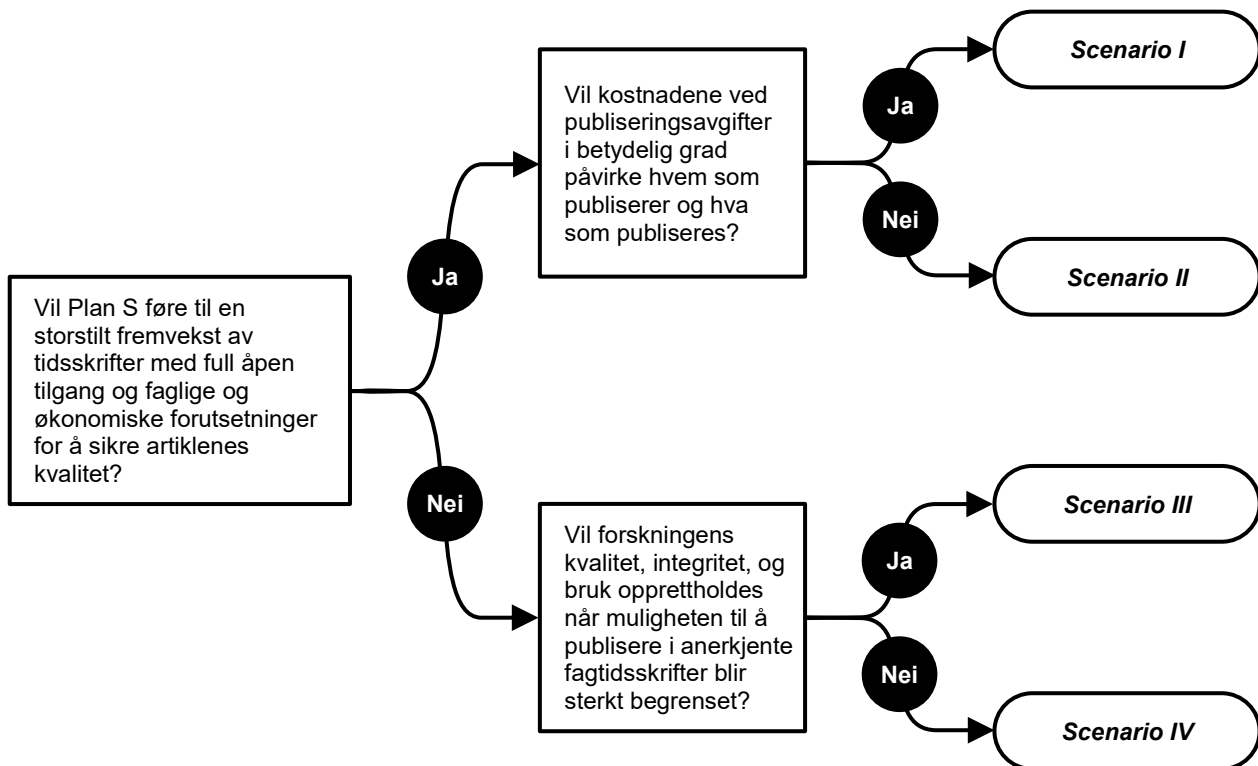 Vil Plan S føre til en
storstilt fremvekst av
tidsskrifter med full åpen
tilgang og faglige og
økonomiske forutsetninger
for å sikre artiklenes
kvalitet?
Ja
Vil kostnadene ved
publiseringsavgifter
i betydelig grad
påvirke hvem som
publiserer og hva
som publiseres?
Ja
Scenario I
Nei
Scenario II
Nei
Vil forskningens
kvalitet, integritet, og
bruk opprettholdes
når muligheten til å
publisere i anerkjente
fagtidsskrifter blir
sterkt begrenset?
Ja
Scenario III
Nei
Scenario IV